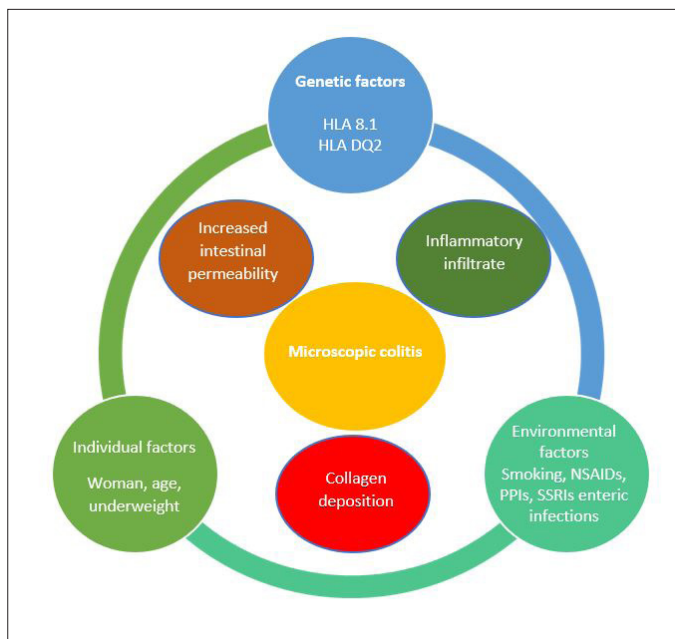 Genetic factors
HLA 8.1
HLA DQ2
Increased
intestinal
permeability
Inflammatory
infiltrate
Microscopic colitis
Individual factors
Woman, age,
underweight
Collagen
deposition
Environmental
factors
Smoking, NSAIDs,
PPIs, SSRIs enteric
infections